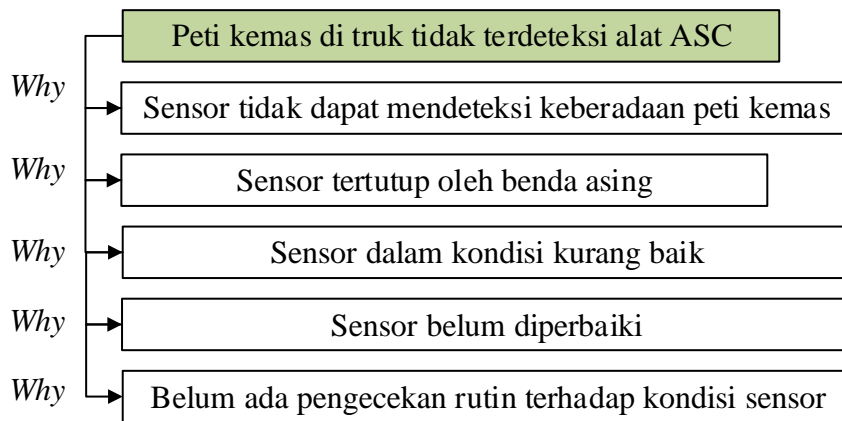 Peti kemas di truk tidak terdeteksi alat ASC
Why
Sensor tidak dapat mendeteksi keberadaan peti kemas
Why
Sensor tertutup oleh benda asing
Why
Sensor dalam kondisi kurang baik
Why
Sensor belum diperbaiki
Why
Belum ada pengecekan rutin terhadap kondisi sensor